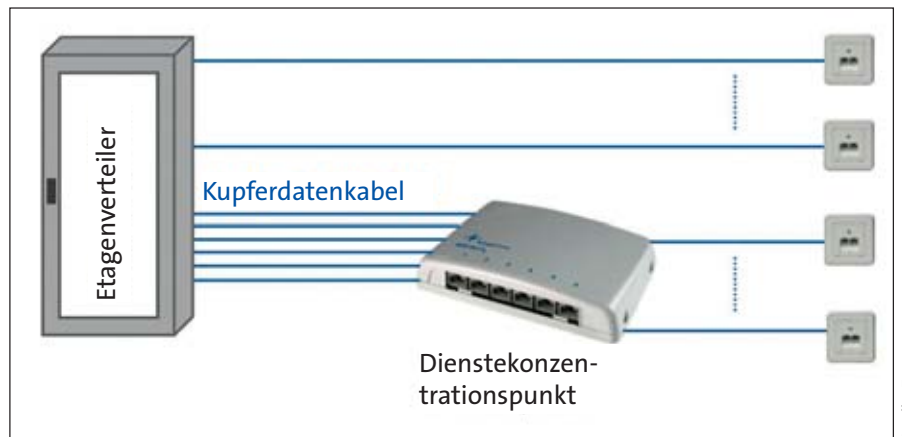 Etagenverteiler
Kupferdatenkabel
Dienstekonzen-
trationspunkt